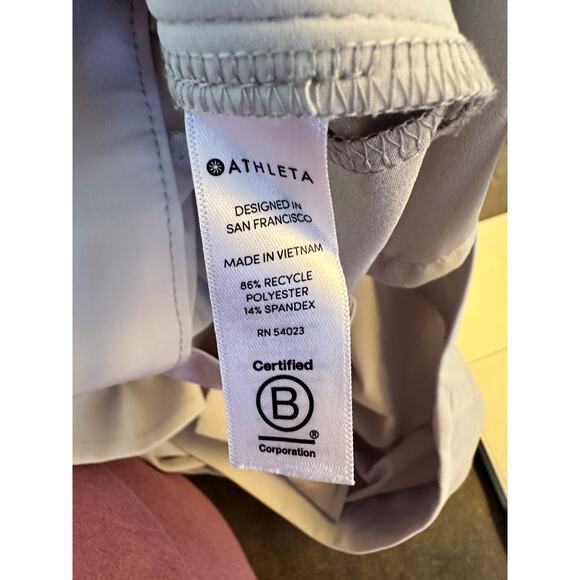 ATHLETA
DESIGNED IN
SAN FRANCISCO
MADE IN VIETNAM
86% RECYCLE
POLYESTER
14% SPANDEX
RN 54023
Certified
B
®
Corporation